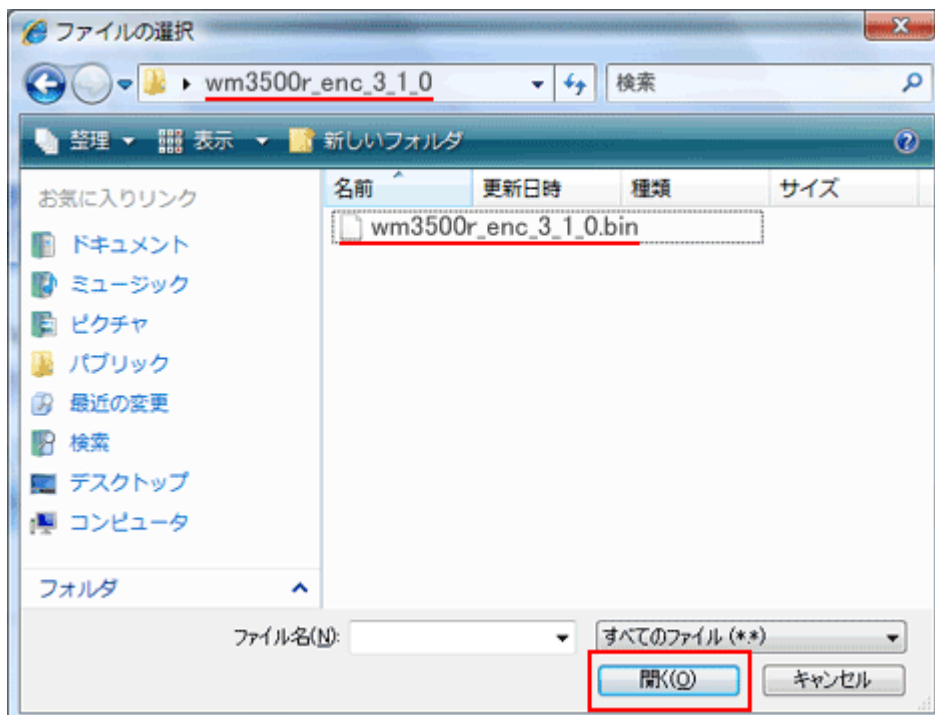 ファイルの選択
wm3500r_enc_3_1_0
検索
整理 表示 新しいフォルダ
お気に入りリンク
ドキュメント
ミュージック
ピクチャ
パブリック
最近の変更
検索
デスクトップ
コンピュータ
フォルダ
名前 更新日時 種類 サイズ
wm3500r_enc_3_1_0.bin
ファイル名(N):
すべてのファイル (*.*)
開く(O) キャンセル